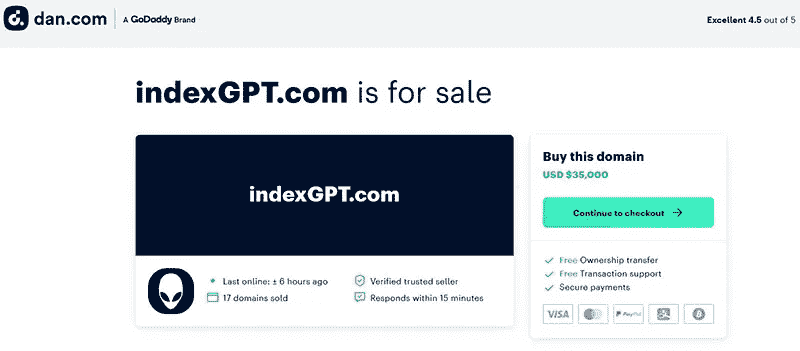 dan.com A GoDaddy Brand Excellent 4.5 out of 5
indexGPT.com is for sale
indexGPT.com
Last online: ± 6 hours ago
Verified trusted seller
17 domains sold
Responds within 15 minutes
Buy this domain
USD $35,000
Continue to checkout
Free Ownership transfer
Free Transaction support
Secure payments
VISA PayPal